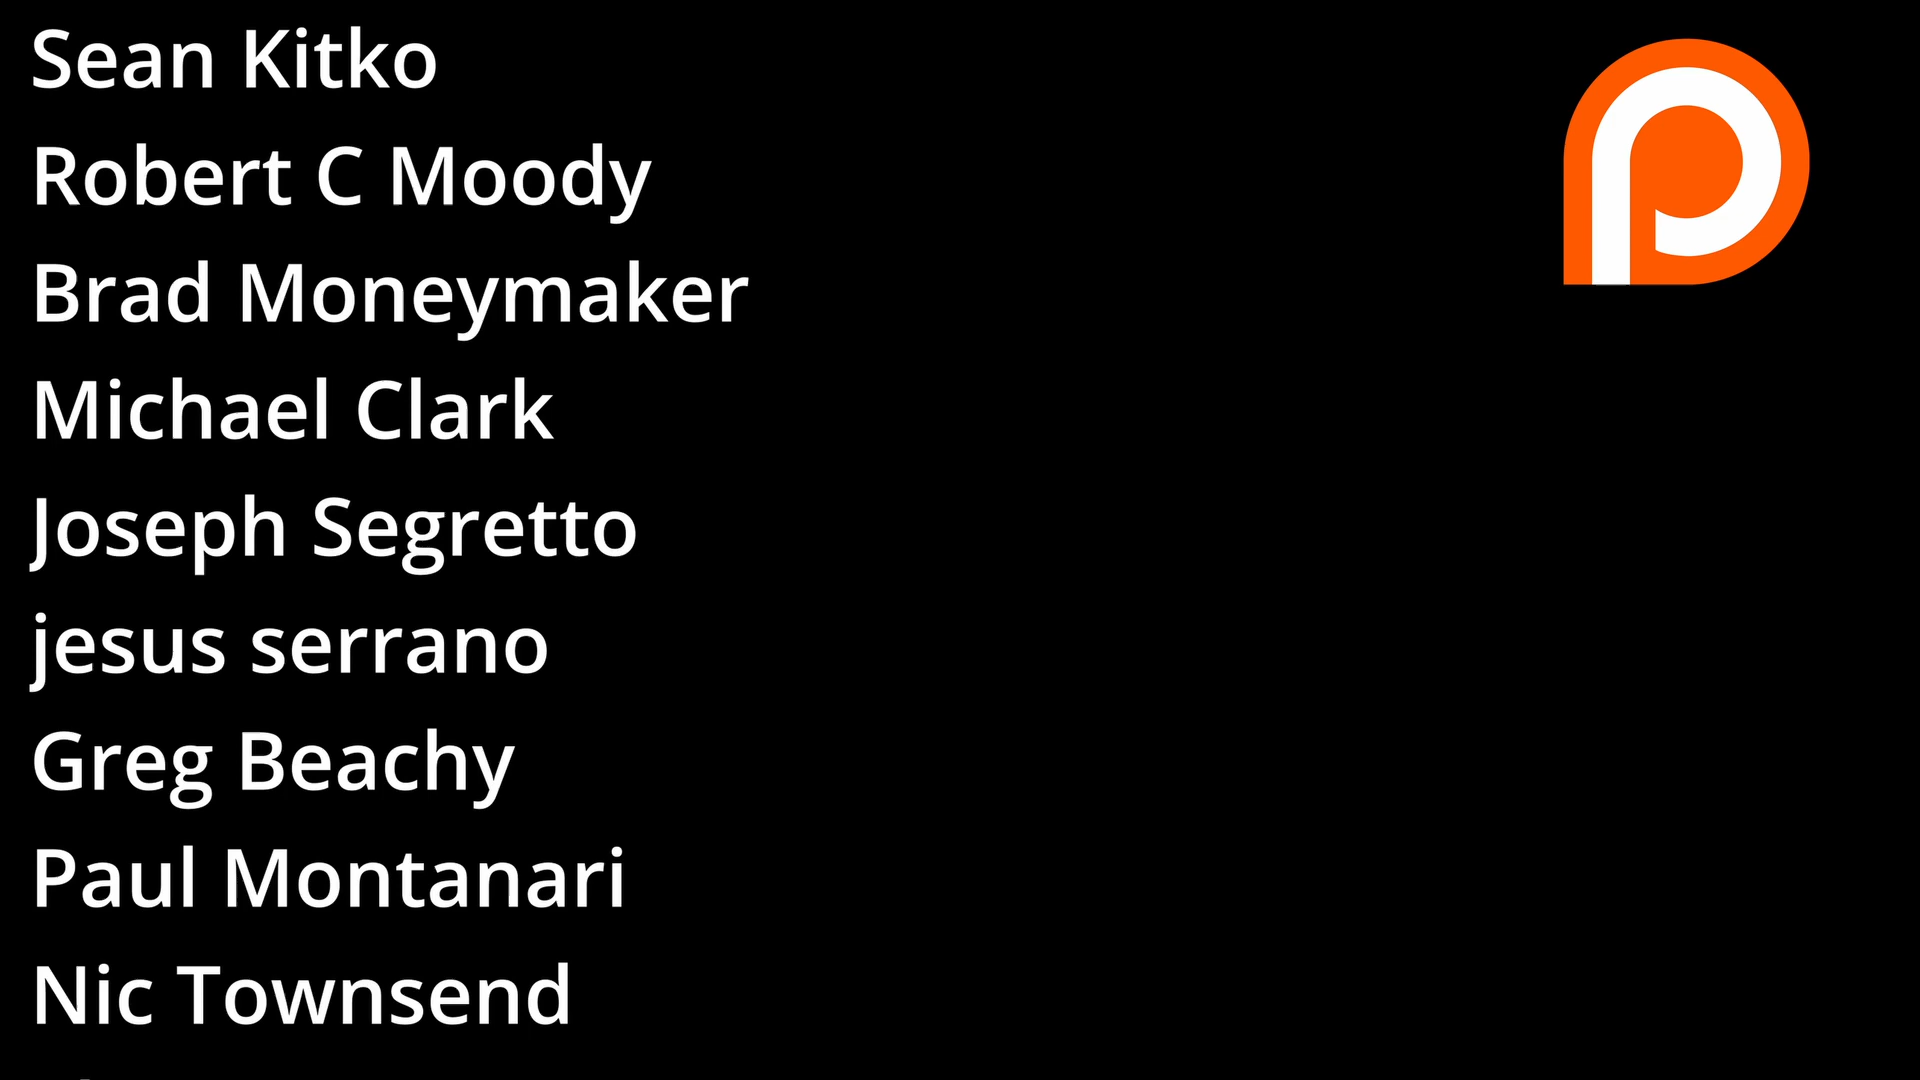 Sean Kitko
Robert C Moody
Brad Moneymaker
Michael Clark
Joseph Segretto
jesus serrano
Greg Beachy
Paul Montanari
Nic Townsend